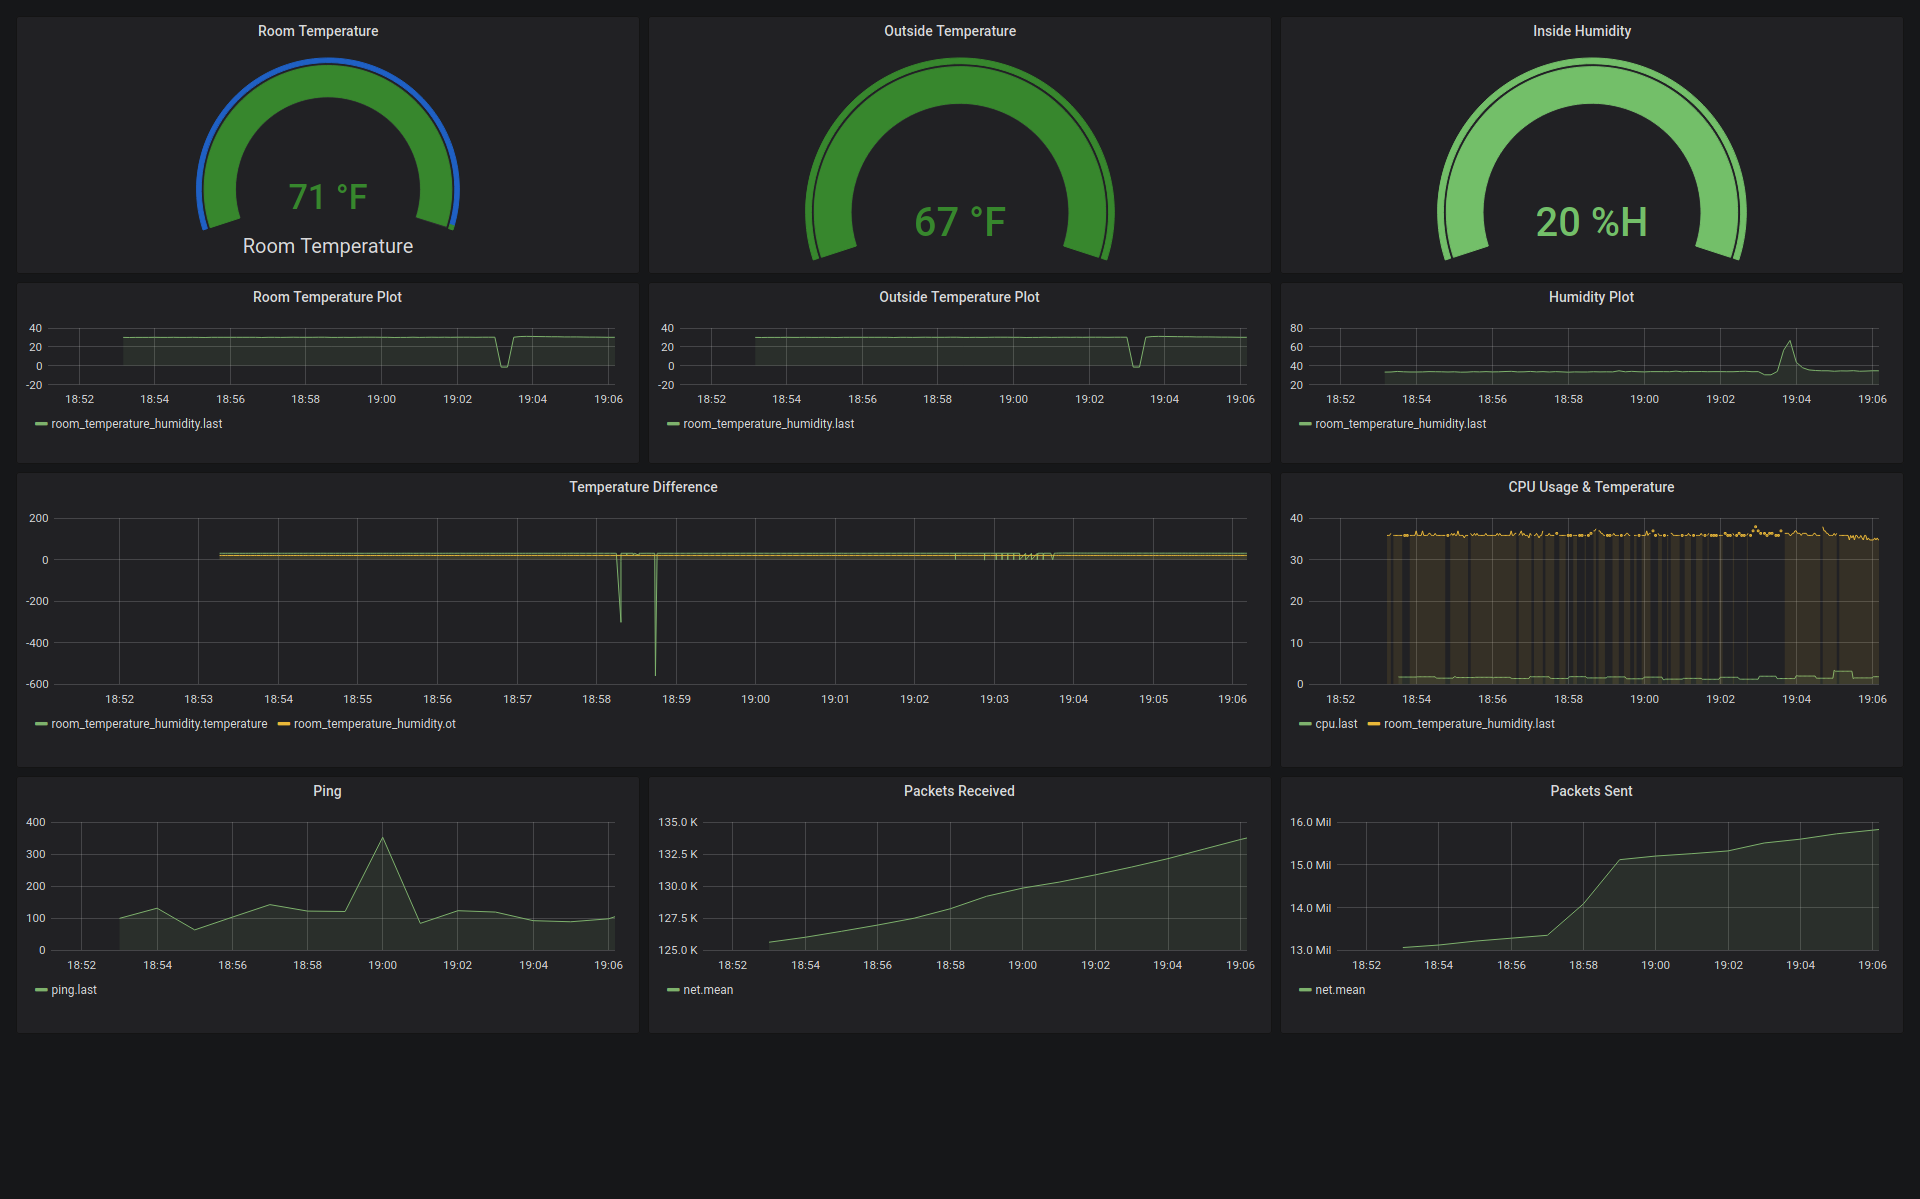 Room Temperature
71 °F
Room Temperature
Outside Temperature
67 °F
Inside Humidity
20 %H
Room Temperature Plot
40
20
0
-20
18:52 18:54 18:56 18:58 19:00 19:02 19:04 19:06
room_temperature_humidity.last
Outside Temperature Plot
40
20
0
-20
18:52 18:54 18:56 18:58 19:00 19:02 19:04 19:06
room_temperature_humidity.last
Humidity Plot
80
60
40
20
18:52 18:54 18:56 18:58 19:00 19:02 19:04 19:06
room_temperature_humidity.last
Temperature Difference
200
0
-200
-400
-600
18:52 18:53 18:54 18:55 18:56 18:57 18:58 18:59 19:00 19:01 19:02 19:03 19:04 19:05 19:06
room_temperature_humidity.temperature room_temperature_humidity.ot
CPU Usage & Temperature
40
30
20
10
0
18:52 18:54 18:56 18:58 19:00 19:02 19:04 19:06
cpu.last room_temperature_humidity.last
Ping
400
300
200
100
0
18:52 18:54 18:56 18:58 19:00 19:02 19:04 19:06
ping.last
Packets Received
135.0 K
132.5 K
130.0 K
127.5 K
125.0 K
18:52 18:54 18:56 18:58 19:00 19:02 19:04 19:06
net.mean
Packets Sent
16.0 Mil
15.0 Mil
14.0 Mil
13.0 Mil
18:52 18:54 18:56 18:58 19:00 19:02 19:04 19:06
net.mean